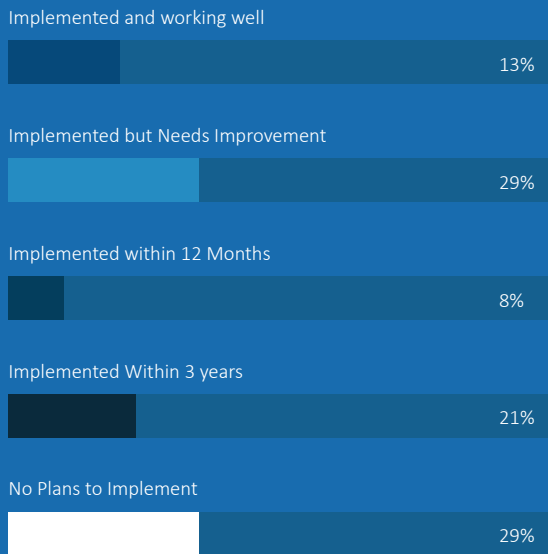 Implemented and working well
13%
Implemented but Needs Improvement
29%
Implemented within 12 Months
8%
Implemented Within 3 years
21%
No Plans to Implement
29%